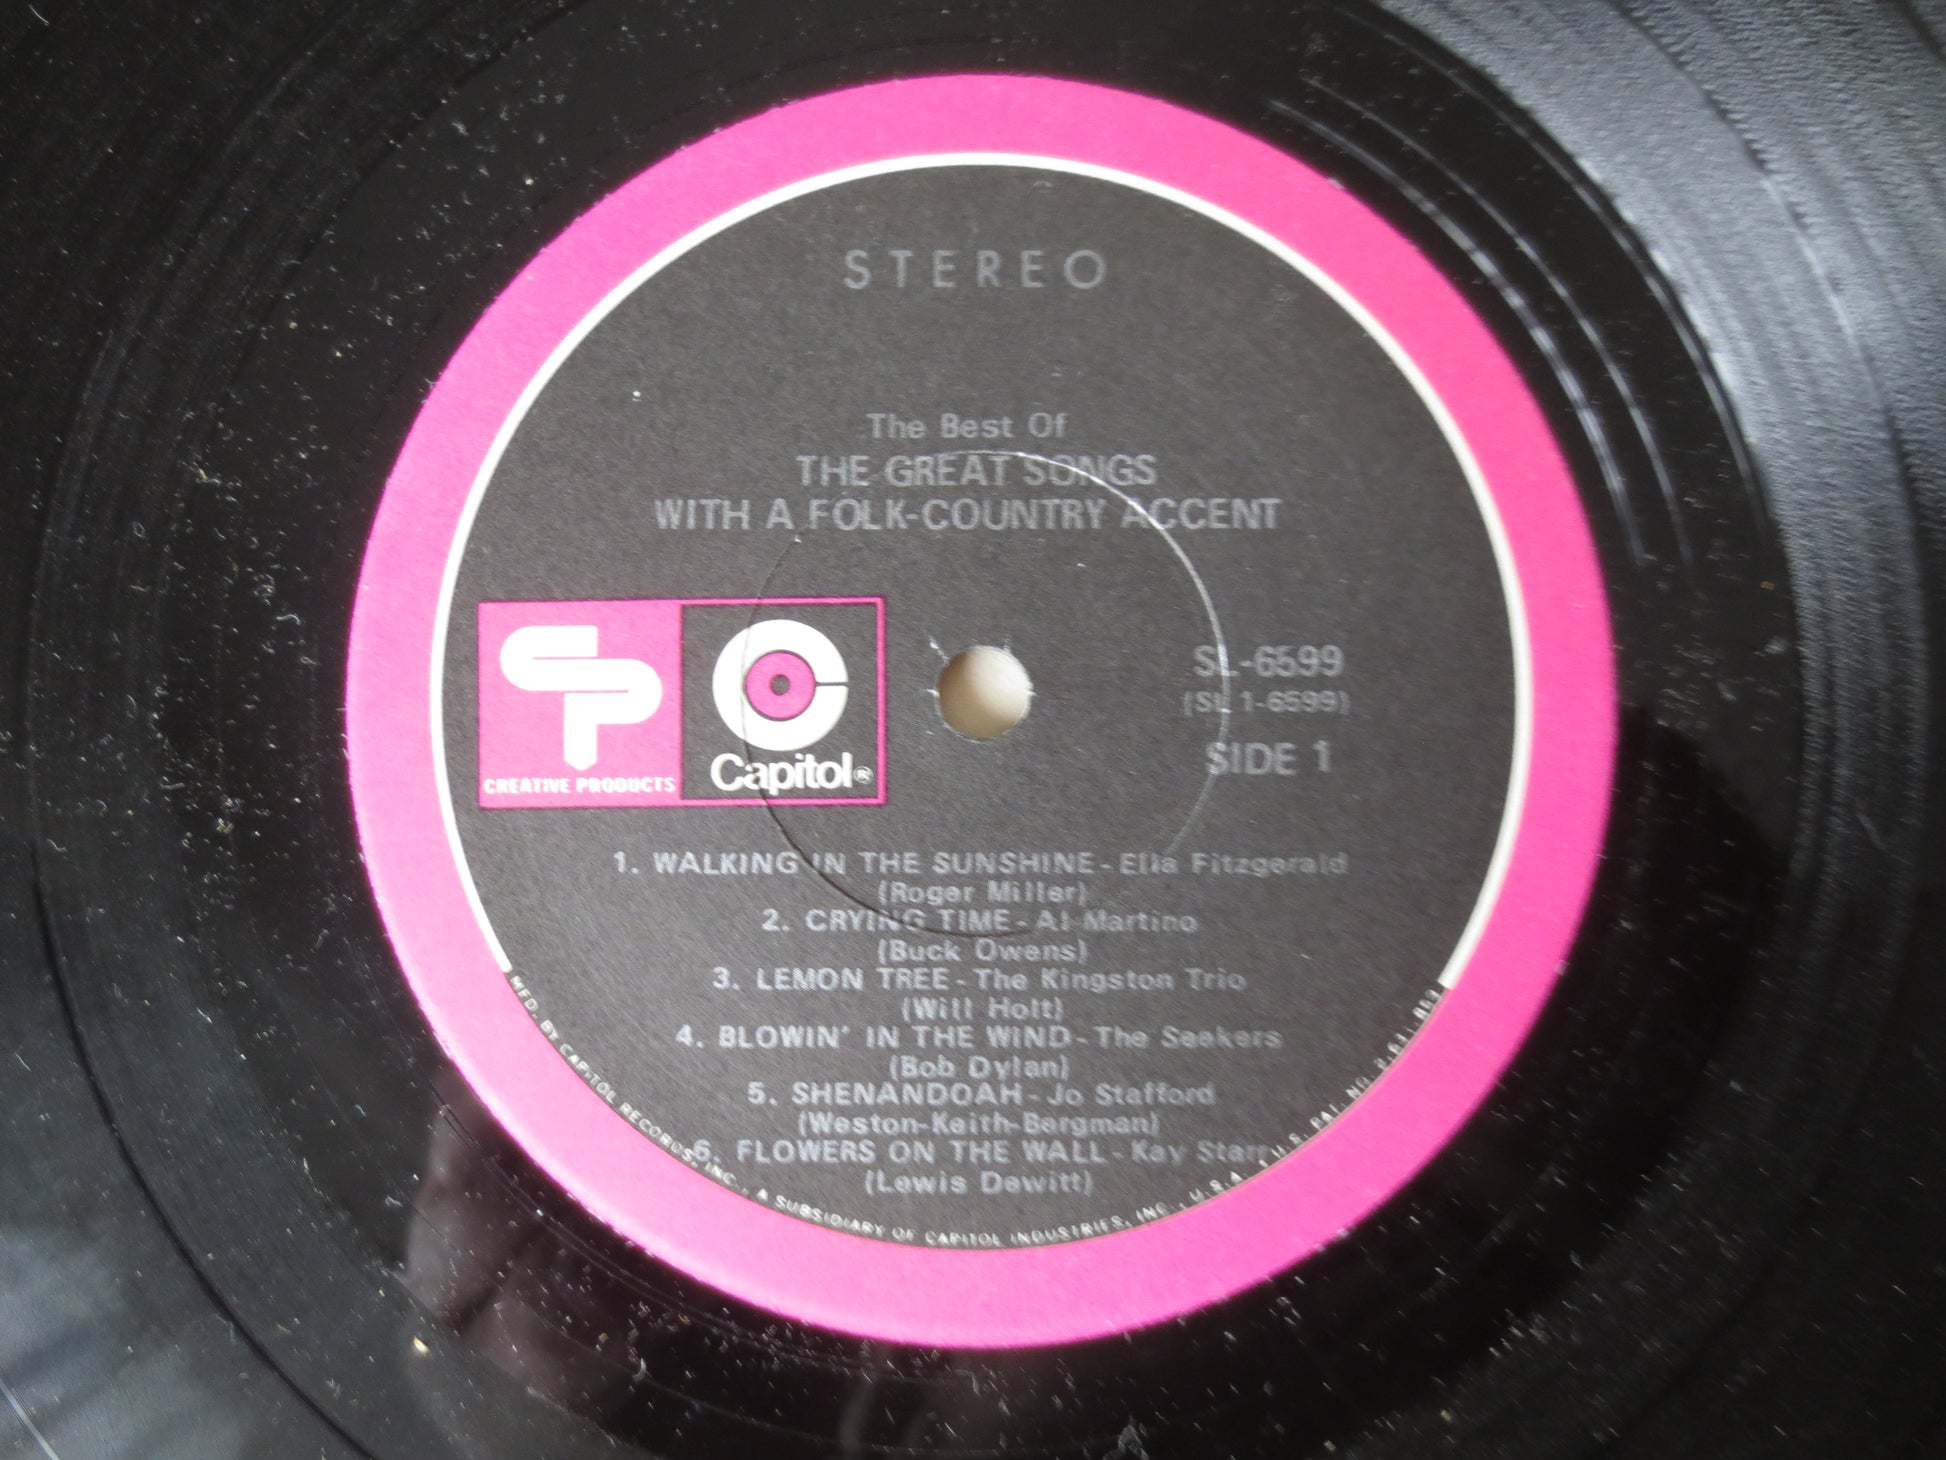 STEREO
The Best Of
THE GREAT SONGS
WITH A FOLK-COUNTRY ACCENT
CREATIVE PRODUCTS
Capitol®
SL-6599
(SL 1-6599)
SIDE 1
1. WALKING IN THE SUNSHINE - Ella Fitzgerald
(Roger Miller)
2. CRYING TIME - Al Martino
(Buck Owens)
3. LEMON TREE - The Kingston Trio
(Will Holt)
4. BLOWIN' IN THE WIND - The Seekers
(Bob Dylan)
5. SHENANDOAH - Jo Stafford
(Weston-Keith-Bergman)
6. FLOWERS ON THE WALL - Kay Starr
(Lewis Dewitt)
MFD. BY CAPITOL RECORDS, INC., A SUBSIDIARY OF CAPITOL INDUSTRIES, INC., U.S.A. U.S. PAT. NO.